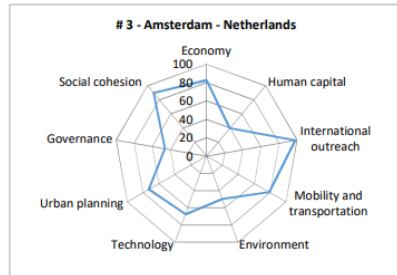 # 3 - Amsterdam - Netherlands
Economy
100
80
60
40
20
0
Human capital
International
outreach
Mobility and
transportation
Environment
Technology
Urban planning
Governance
Social cohesion